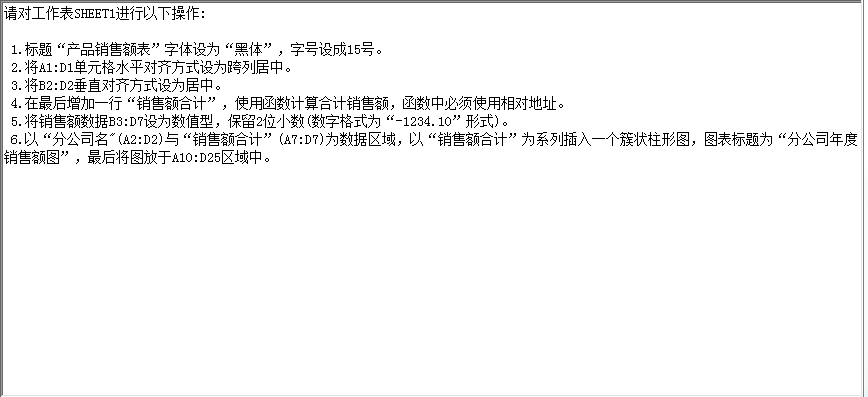 请对工作表SHEET1进行以下操作:
1.标题“产品销售额表”字体设为“黑体”，字号设成15号。
2.将A1:D1单元格水平对齐方式设为跨列居中。
3.将B2:D2垂直对齐方式设为居中。
4.在最后增加一行“销售额合计”，使用函数计算合计销售额，函数中必须使用相对地址。
5.将销售额数据B3:D7设为数值型，保留2位小数(数字格式为“-1234.10”形式)。
6.以“分公司名"(A2:D2)与“销售额合计”(A7:D7)为数据区域，以“销售额合计”为系列插入一个簇状柱形图，图表标题为“分公司年度
销售额图”，最后将图放于A10:D25区域中。